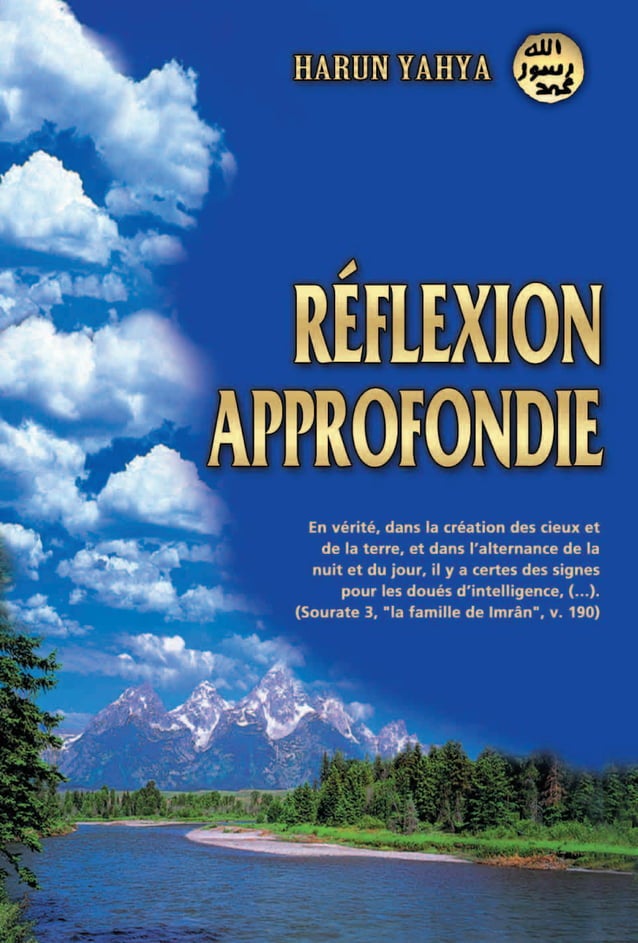 HARUN YAHYA
الله
رسول
محمد
RÉFLEXION
APPROFONDIE
En vérité, dans la création des cieux et
de la terre, et dans l'alternance de la
nuit et du jour, il y a certes des signes
pour les doués d'intelligence, (...).
(Sourate 3, "la famille de Imrân", v. 190)